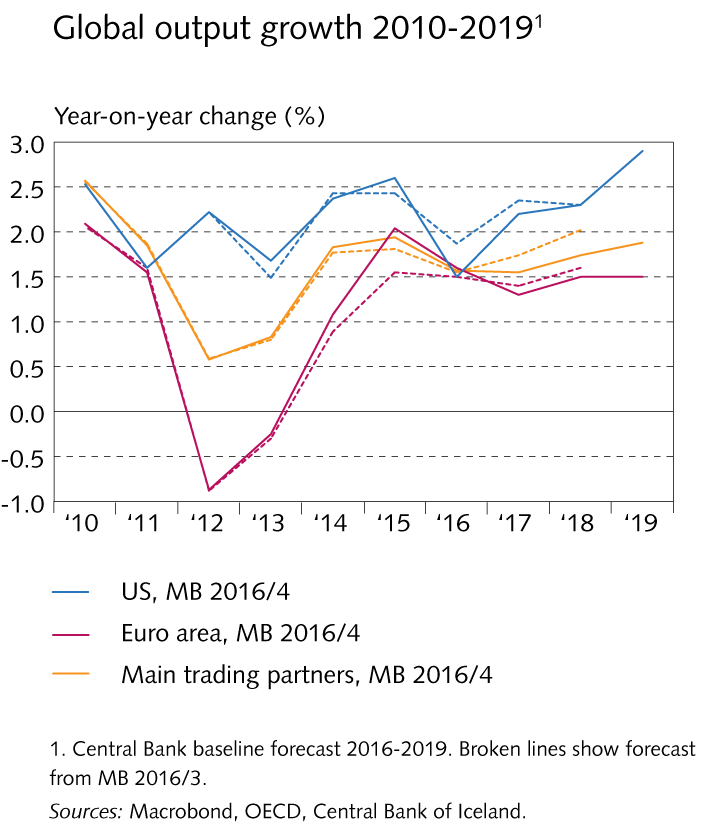 Global output growth 2010-2019¹
Year-on-year change (%)
3.0
2.5
2.0
1.5
1.0
0.5
0.0
-0.5
-1.0
‘10 ‘11 ‘12 ‘13 ‘14 ‘15 ‘16 ‘17 ‘18 ‘19
US, MB 2016/4
Euro area, MB 2016/4
Main trading partners, MB 2016/4
1. Central Bank baseline forecast 2016-2019. Broken lines show forecast
from MB 2016/3.
Sources: Macrobond, OECD, Central Bank of Iceland.